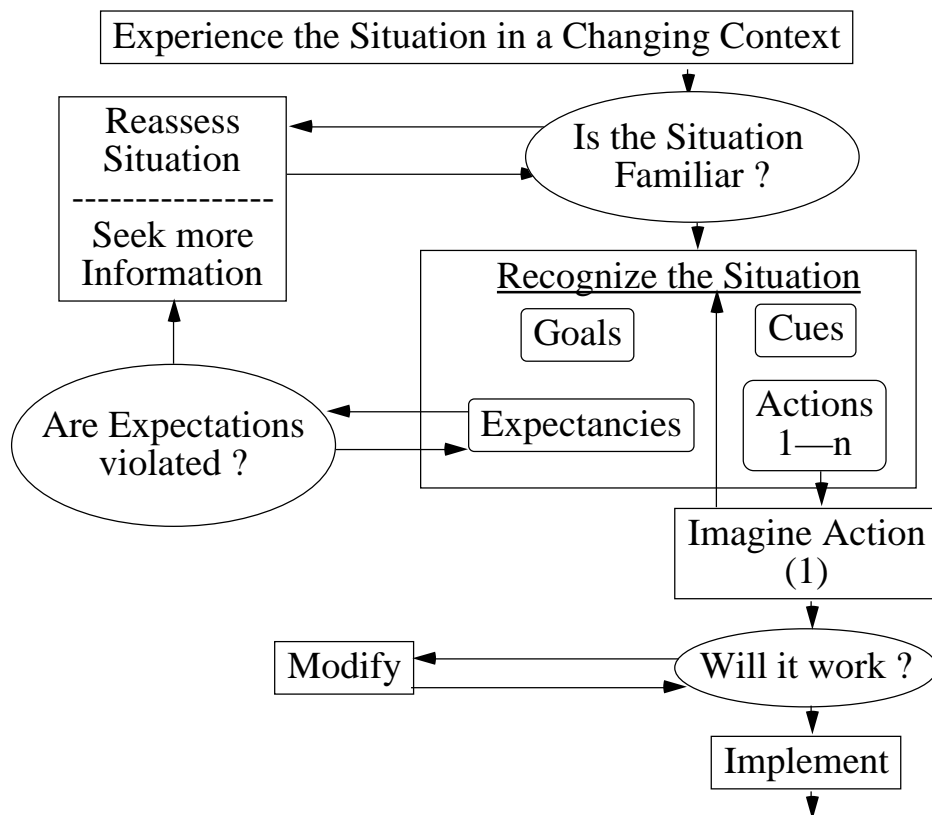 Experience the Situation in a Changing Context
Reassess
Situation
Is the Situation
Familiar ?
Seek more
Information
Recognize the Situation
Goals
Cues
Are Expectations
violated ?
Expectancies
Actions
1—n
Imagine Action
(1)
Modify
Will it work ?
Implement